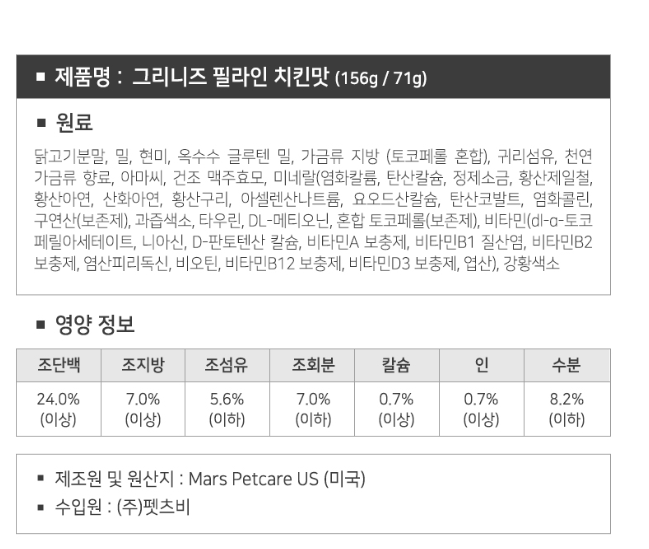 ▪ 제품명 : 그리니즈 필라인 치킨맛 (156g / 71g)
▪ 원료
닭고기분말, 밀, 현미, 옥수수 글루텐 밀, 가금류 지방 (토코페롤 혼합), 귀리섬유, 천연
가금류 향료, 아마씨, 건조 맥주효모, 미네랄(염화칼륨, 탄산칼슘, 정제소금, 황산제일철,
황산아연, 산화아연, 황산구리, 아셀렌산나트륨, 요오드산칼슘, 탄산코발트, 염화콜린,
구연산(보존제), 과즙색소, 타우린, DL-메티오닌, 혼합 토코페롤(보존제), 비타민(dl-α-토코
페릴아세테이트, 니아신, D-판토텐산 칼슘, 비타민A 보충제, 비타민B1 질산염, 비타민B2
보충제, 염산피리독신, 비오틴, 비타민B12 보충제, 비타민D3 보충제, 엽산), 강황색소
▪ 영양 정보
조단백 조지방 조섬유 조회분 칼슘 인 수분
24.0% 7.0% 5.6% 7.0% 0.7% 0.7% 8.2%
(이상) (이상) (이하) (이하) (이상) (이상) (이하)
▪ 제조원 및 원산지 : Mars Petcare US (미국)
▪ 수입원 : (주)펫츠비